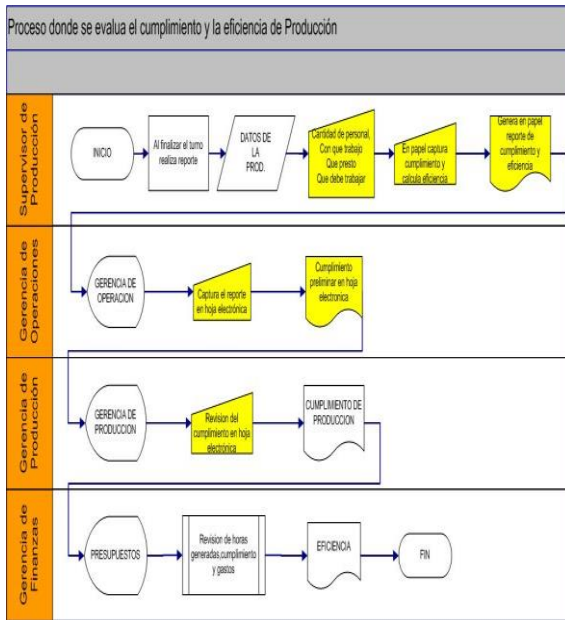 Proceso donde se evalua el cumplimiento y la eficiencia de Producción
Supervisor de
Producción
INICIO
Al finalizar el turno
realiza reporte
DATOS DE
LA
PROD.
Cantidad de personal,
Con que trabajo
Que presto
Que debe trabajar
En papel captura
cumplimiento y
calcula eficiencia
Genera en papel
reporte de
cumplimiento y
eficiencia
Gerencia de
Operaciones
GERENCIA DE
OPERACION
Captura el reporte
en hoja electrónica
Cumplimiento
preliminar en hoja
electronica
Gerencia de
Producción
GERENCIA DE
PRODUCCION
Revision del
cumplimiento en hoja
electrónica
CUMPLIMIENTO DE
PRODUCCION
Gerencia de
Finanzas
PRESUPUESTOS
Revision de horas
generadas,cumplimiento
y gastos
EFICIENCIA
FIN